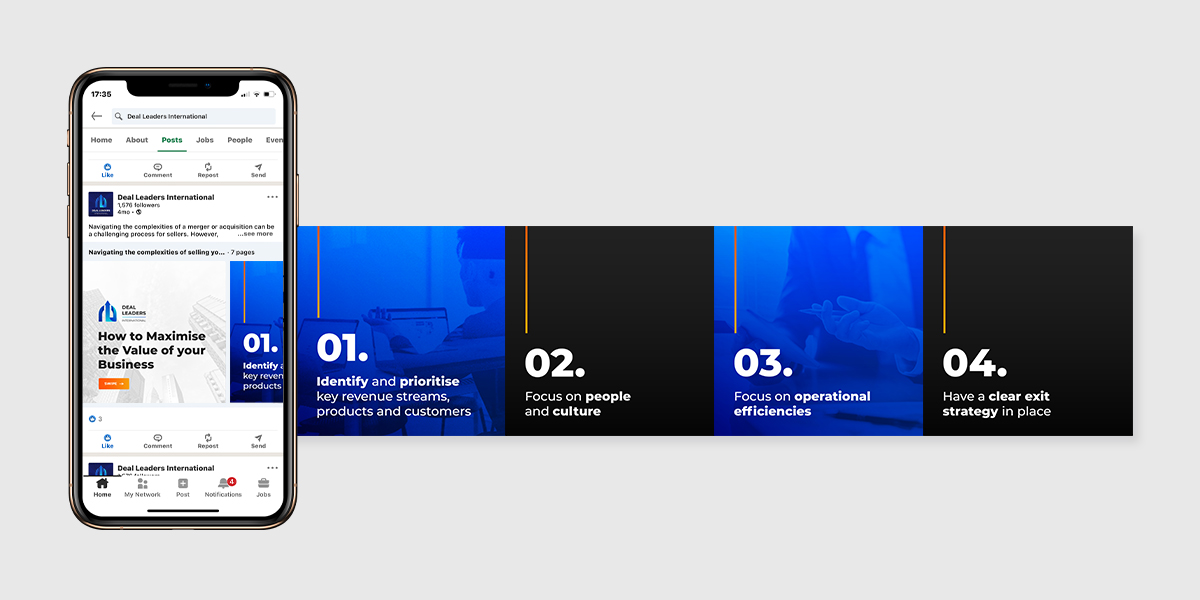 17:35
Deal Leaders International
Home About Posts Jobs People Even
Like Comment Repost Send
Deal Leaders International
1,576 followers
4mo •
Navigating the complexities of a merger or acquisition can be
a challenging process for sellers. However, ...see more
Navigating the complexities of selling yo... · 7 pages
DEAL
LEADERS
INTERNATIONAL
How to Maximise
the Value of your
Business
SWIPE
01.
Identify a
key reven
products
3
Like Comment Repost Send
Deal Leaders International
4
Home My Network Post Notifications Jobs
01.
Identify and prioritise
key revenue streams,
products and customers
02.
Focus on people
and culture
03.
Focus on operational
efficiencies
04.
Have a clear exit
strategy in place